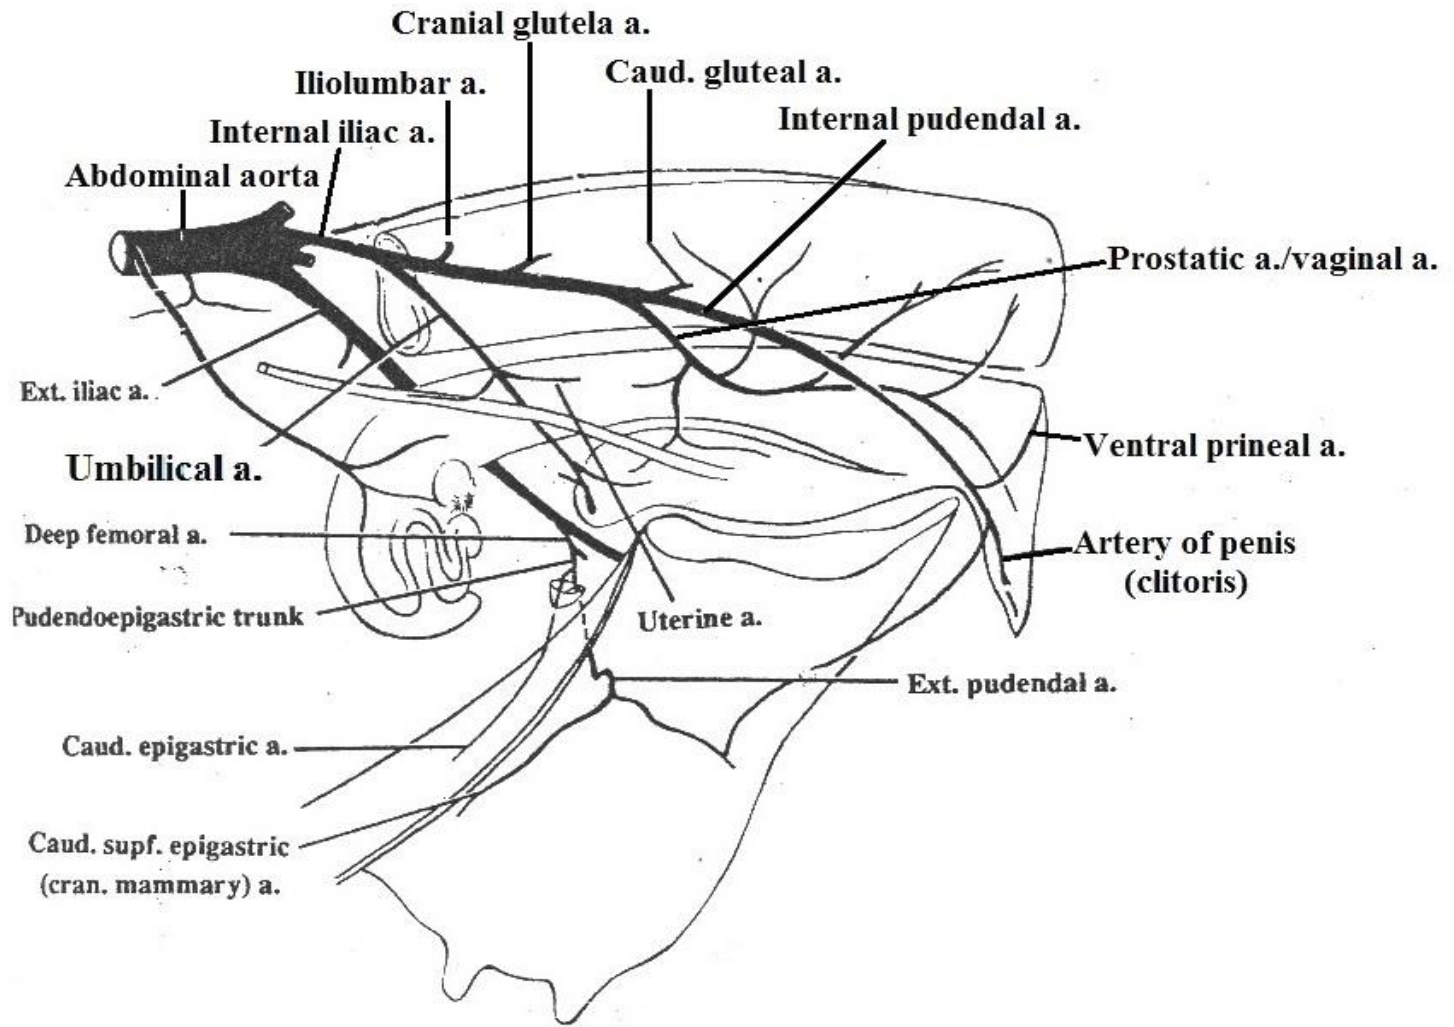 Cranial glutela a.
Iliolumbar a.
Caud. gluteal a.
Internal iliac a.
Internal pudendal a.
Abdominal aorta
Prostatic a./vaginal a.
Ext. iliac a.
Umbilical a.
Ventral prineal a.
Deep femoral a.
Artery of penis
(clitoris)
Pudendoepigastric trunk
Uterine a.
Ext. pudendal a.
Caud. epigastric a.
Caud. supf. epigastric
(cran. mammary) a.